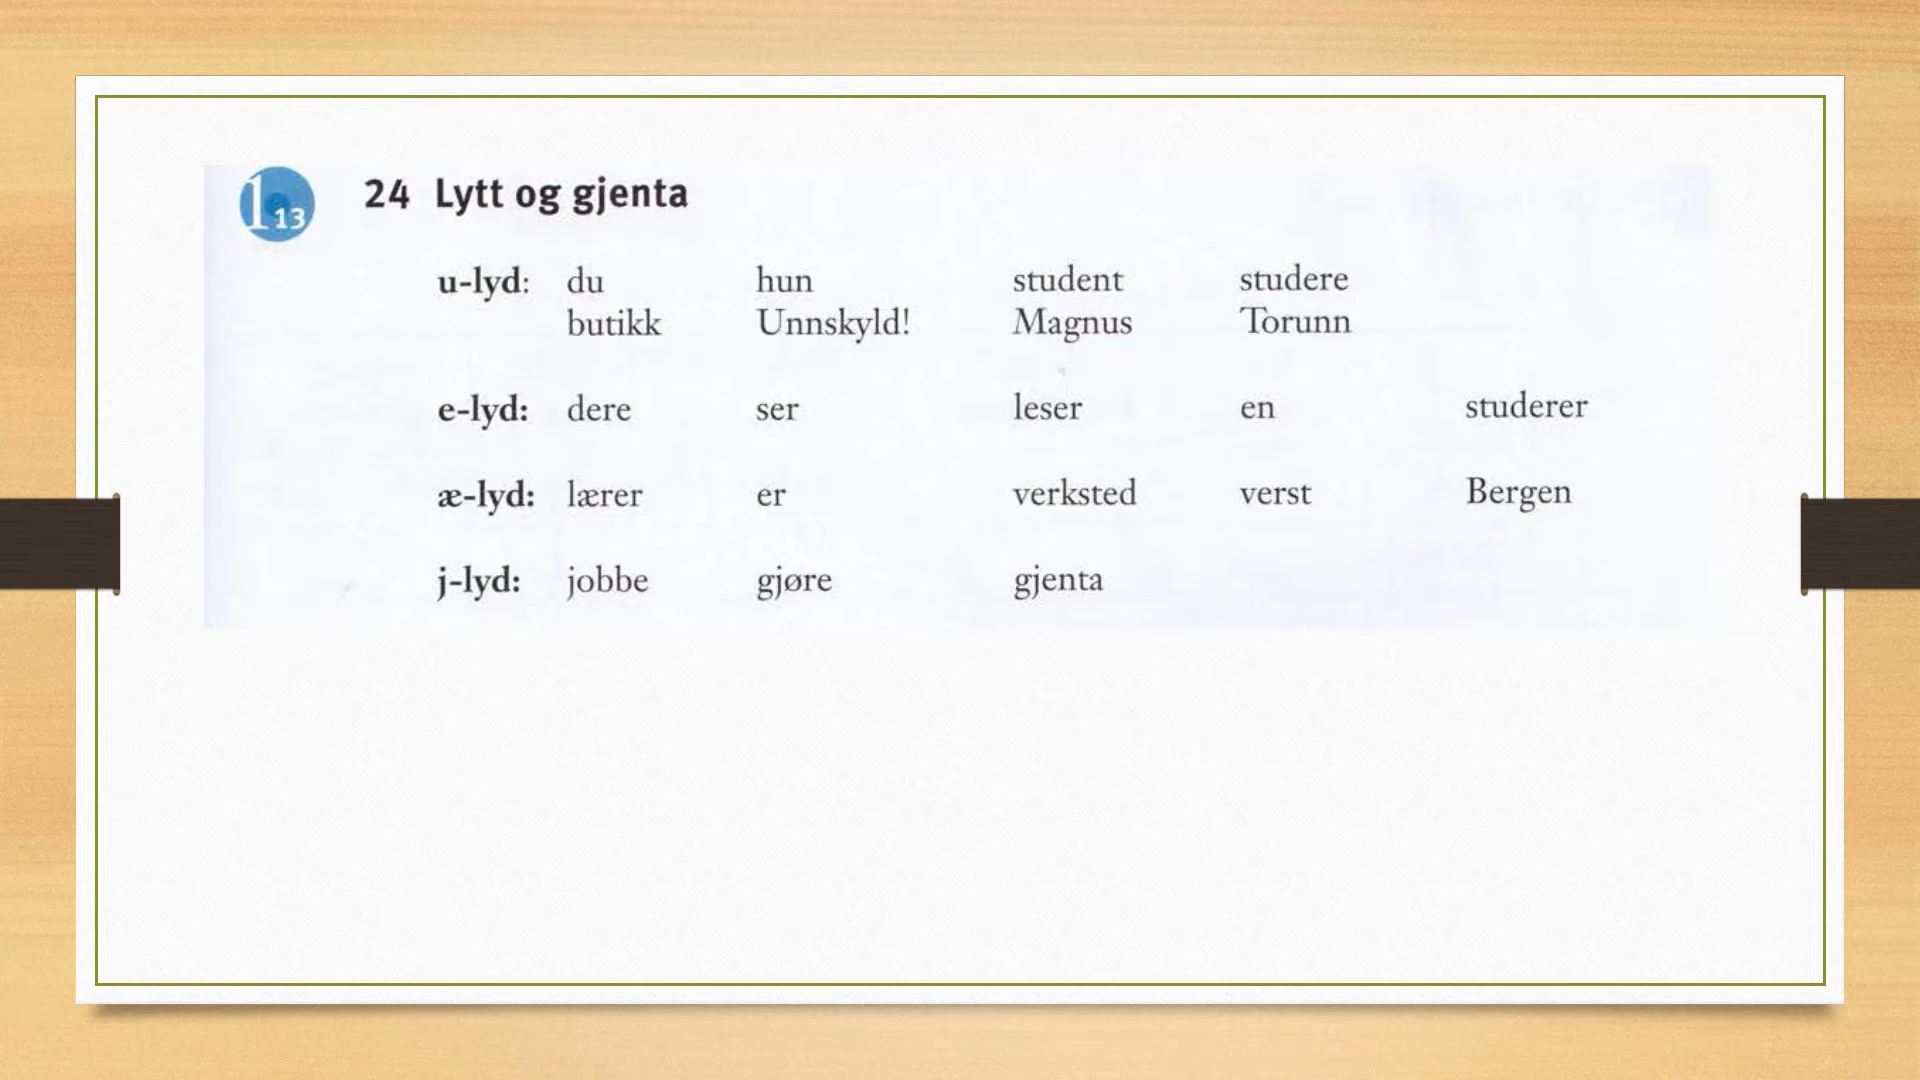 1 13
24 Lytt og gjenta
u-lyd: du hun student studere
butikk Unnskyld! Magnus Torunn
e-lyd: dere ser leser en studerer
æ-lyd: lærer er verksted verst Bergen
j-lyd: jobbe gjøre gjenta